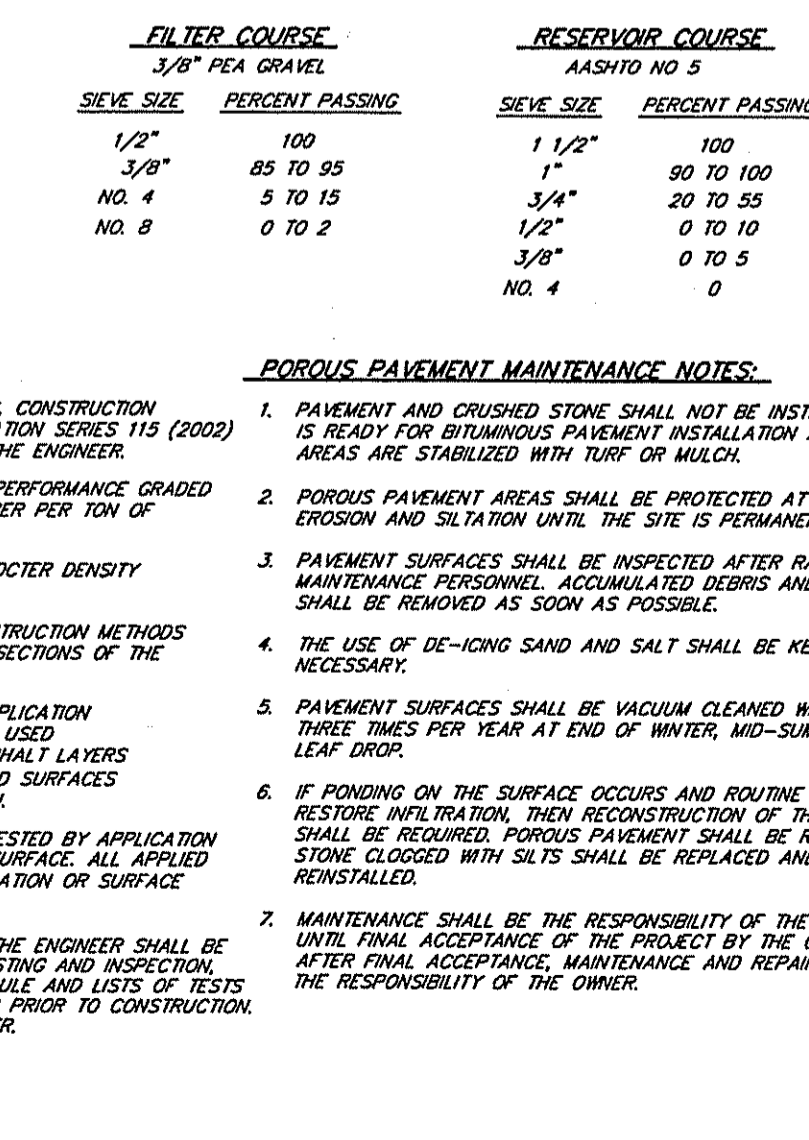 FILTER COURSE
3/8" PEA GRAVEL
SIEVE SIZE PERCENT PASSING
1/2" 100
3/8" 85 TO 95
NO. 4 5 TO 15
NO. 8 0 TO 2
RESERVOIR COURSE
AASHTO NO 5
SIEVE SIZE PERCENT PASSING
1 1/2" 100
1" 90 TO 100
3/4" 20 TO 55
1/2" 0 TO 10
3/8" 0 TO 5
NO. 4 0
, CONSTRUCTION
TION SERIES 115 (2002)
HE ENGINEER.
PERFORMANCE GRADED
ER PER TON OF
OCTER DENSITY
TRUCTION METHODS
SECTIONS OF THE
PLICATION
USED
HALT LAYERS
D SURFACES
ESTED BY APPLICATION
URFACE. ALL APPLIED
ATION OR SURFACE
HE ENGINEER SHALL BE
STING AND INSPECTION,
ULE AND LISTS OF TESTS
PRIOR TO CONSTRUCTION.
ER.
POROUS PAVEMENT MAINTENANCE NOTES:
1. PAVEMENT AND CRUSHED STONE SHALL NOT BE INST
IS READY FOR BITUMINOUS PAVEMENT INSTALLATION
AREAS ARE STABILIZED WITH TURF OR MULCH.
2. POROUS PAVEMENT AREAS SHALL BE PROTECTED AT
EROSION AND SILTATION UNTIL THE SITE IS PERMANE
3. PAVEMENT SURFACES SHALL BE INSPECTED AFTER RA
MAINTENANCE PERSONNEL. ACCUMULATED DEBRIS AND
SHALL BE REMOVED AS SOON AS POSSIBLE.
4. THE USE OF DE-ICING SAND AND SALT SHALL BE KE
NECESSARY.
5. PAVEMENT SURFACES SHALL BE VACUUM CLEANED W
THREE TIMES PER YEAR AT END OF WINTER, MID-SUM
LEAF DROP.
6. IF PONDING ON THE SURFACE OCCURS AND ROUTINE
RESTORE INFILTRATION, THEN RECONSTRUCTION OF TH
SHALL BE REQUIRED. POROUS PAVEMENT SHALL BE R
STONE CLOGGED WITH SILTS SHALL BE REPLACED AND
REINSTALLED.
7. MAINTENANCE SHALL BE THE RESPONSIBILITY OF THE
UNTIL FINAL ACCEPTANCE OF THE PROJECT BY THE
AFTER FINAL ACCEPTANCE, MAINTENANCE AND REPAI
THE RESPONSIBILITY OF THE OWNER.